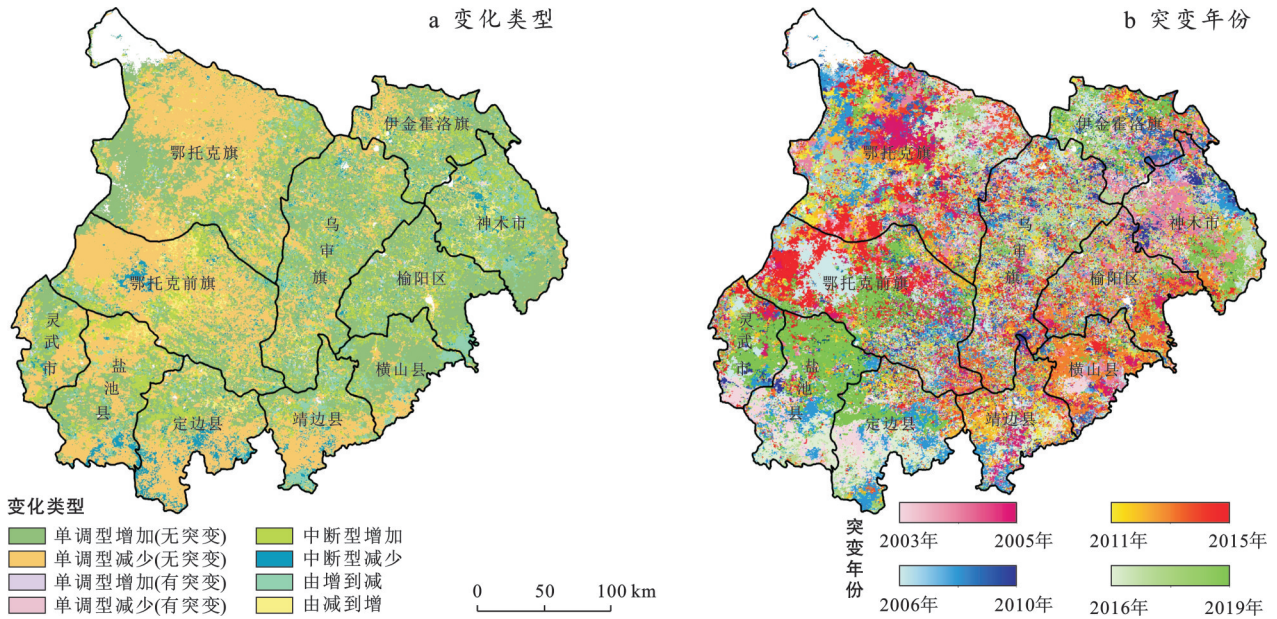 a 变化类型
伊金霍洛旗
鄂托克旗
神木市
乌审旗
鄂托克前旗
榆阳区
灵武市
盐池县
横山县
定边县
靖边县
变化类型
单调型增加(无突变)
单调型减少(无突变)
单调型增加(有突变)
单调型减少(有突变)
中断型增加
中断型减少
由增到减
由减到增
0 50 100 km
b 突变年份
伊金霍洛旗
鄂托克旗
神木市
乌审旗
鄂托克前旗
榆阳区
灵武市
盐池县
横山县
定边县
靖边县
突变年份
2003年 2005年
2006年 2010年
2011年 2015年
2016年 2019年